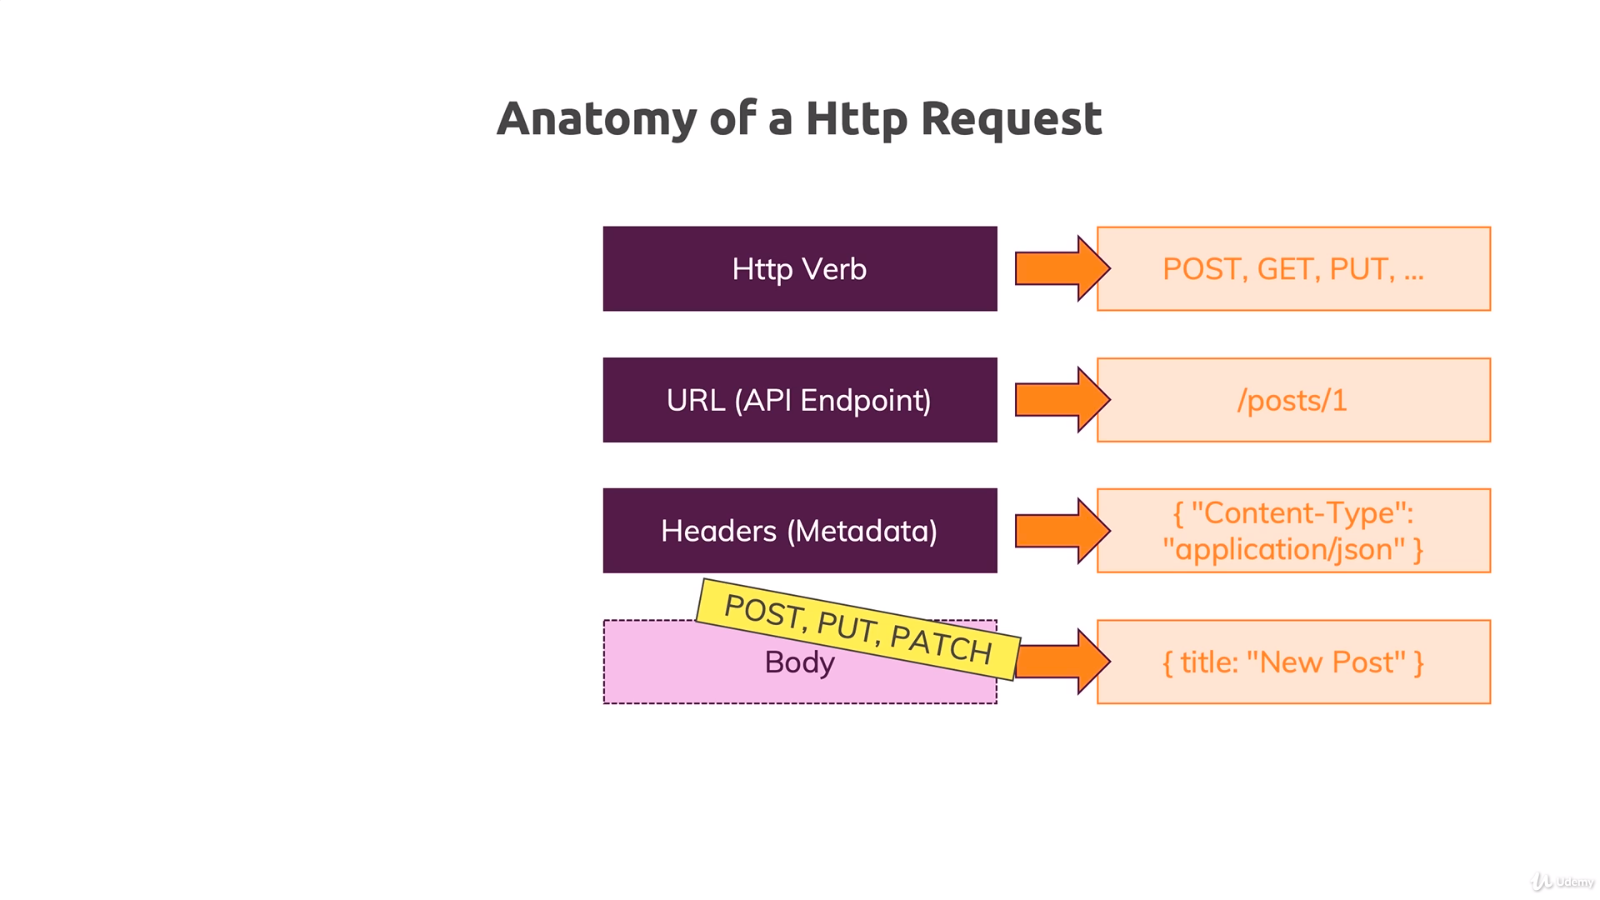 Anatomy of a Http Request
Http Verb
POST, GET, PUT, ...
URL (API Endpoint)
/posts/1
Headers (Metadata)
{ "Content-Type":
"application/json" }
POST, PUT, PATCH
Body
{ title: "New Post" }
Udemy